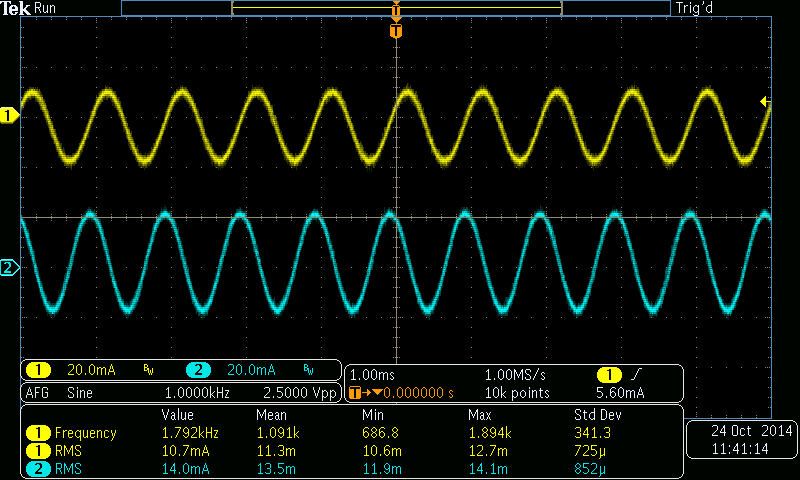 Tek Run Trig'd
T
T
1
2
1 20.0mA BW 2 20.0mA BW
AFG Sine 1.0000kHz 2.5000 Vpp
1.00ms 1.00MS/s 1
T→▼0.000000 s 10k points 5.60mA
Value Mean Min Max Std Dev
1 Frequency 1.792kHz 1.091k 686.8 1.894k 341.3
1 RMS 10.7mA 11.3m 10.6m 12.7m 725µ
2 RMS 14.0mA 13.5m 11.9m 14.1m 852µ
24 Oct 2014
11:41:14